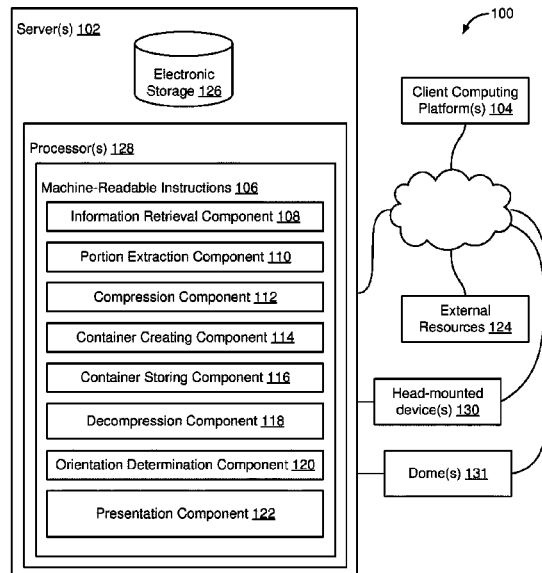 100
Server(s) 102
Electronic
Storage 126
Client Computing
Platform(s) 104
Processor(s) 128
Machine-Readable Instructions 106
Information Retrieval Component 108
Portion Extraction Component 110
Compression Component 112
Container Creating Component 114
Container Storing Component 116
Decompression Component 118
Orientation Determination Component 120
Presentation Component 122
External
Resources 124
Head-mounted
device(s) 130
Dome(s) 131